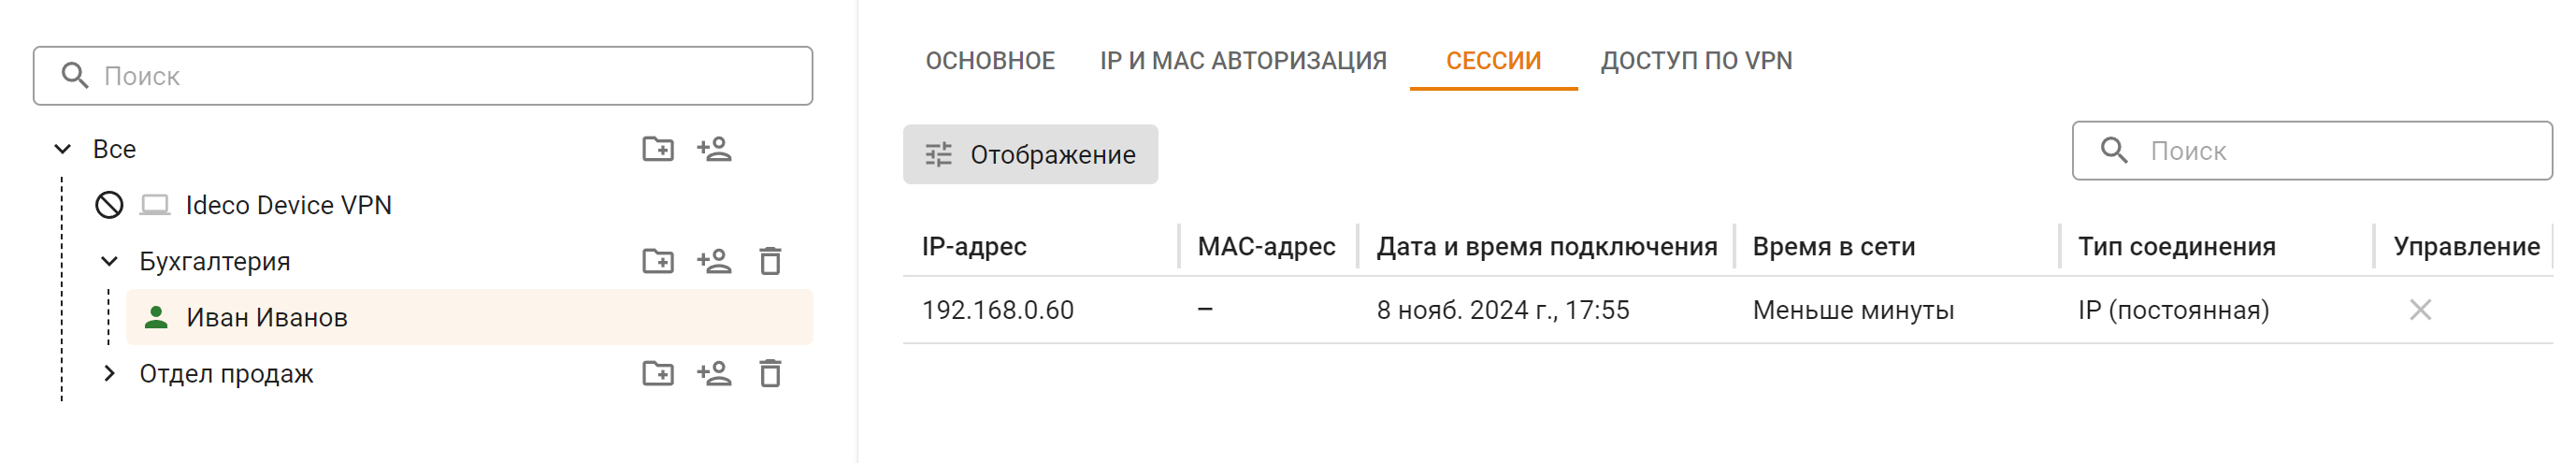 Поиск
Все
Ideco Device VPN
Бухгалтерия
Иван Иванов
Отдел продаж
ОСНОВНОЕ IP И MAC АВТОРИЗАЦИЯ СЕССИИ ДОСТУП ПО VPN
Отображение
Поиск
IP-адрес MAC-адрес Дата и время подключения Время в сети Тип соединения Управление
192.168.0.60 – 8 нояб. 2024 г., 17:55 Меньше минуты IP (постоянная)